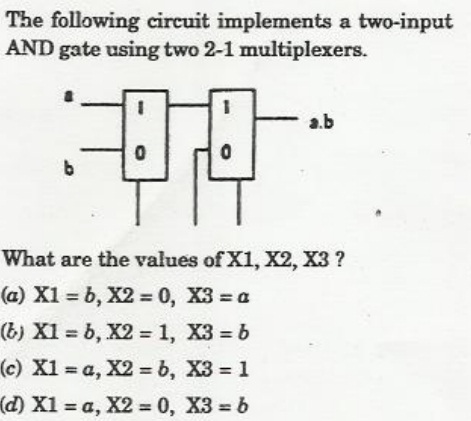 The following circuit implements a two-input
AND gate using two 2-1 multiplexers.
a
1
1
a.b
b
0
0
What are the values of X1, X2, X3 ?
(a) X1 = b, X2 = 0, X3 = a
(b) X1 = b, X2 = 1, X3 = b
(c) X1 = a, X2 = b, X3 = 1
(d) X1 = a, X2 = 0, X3 = b